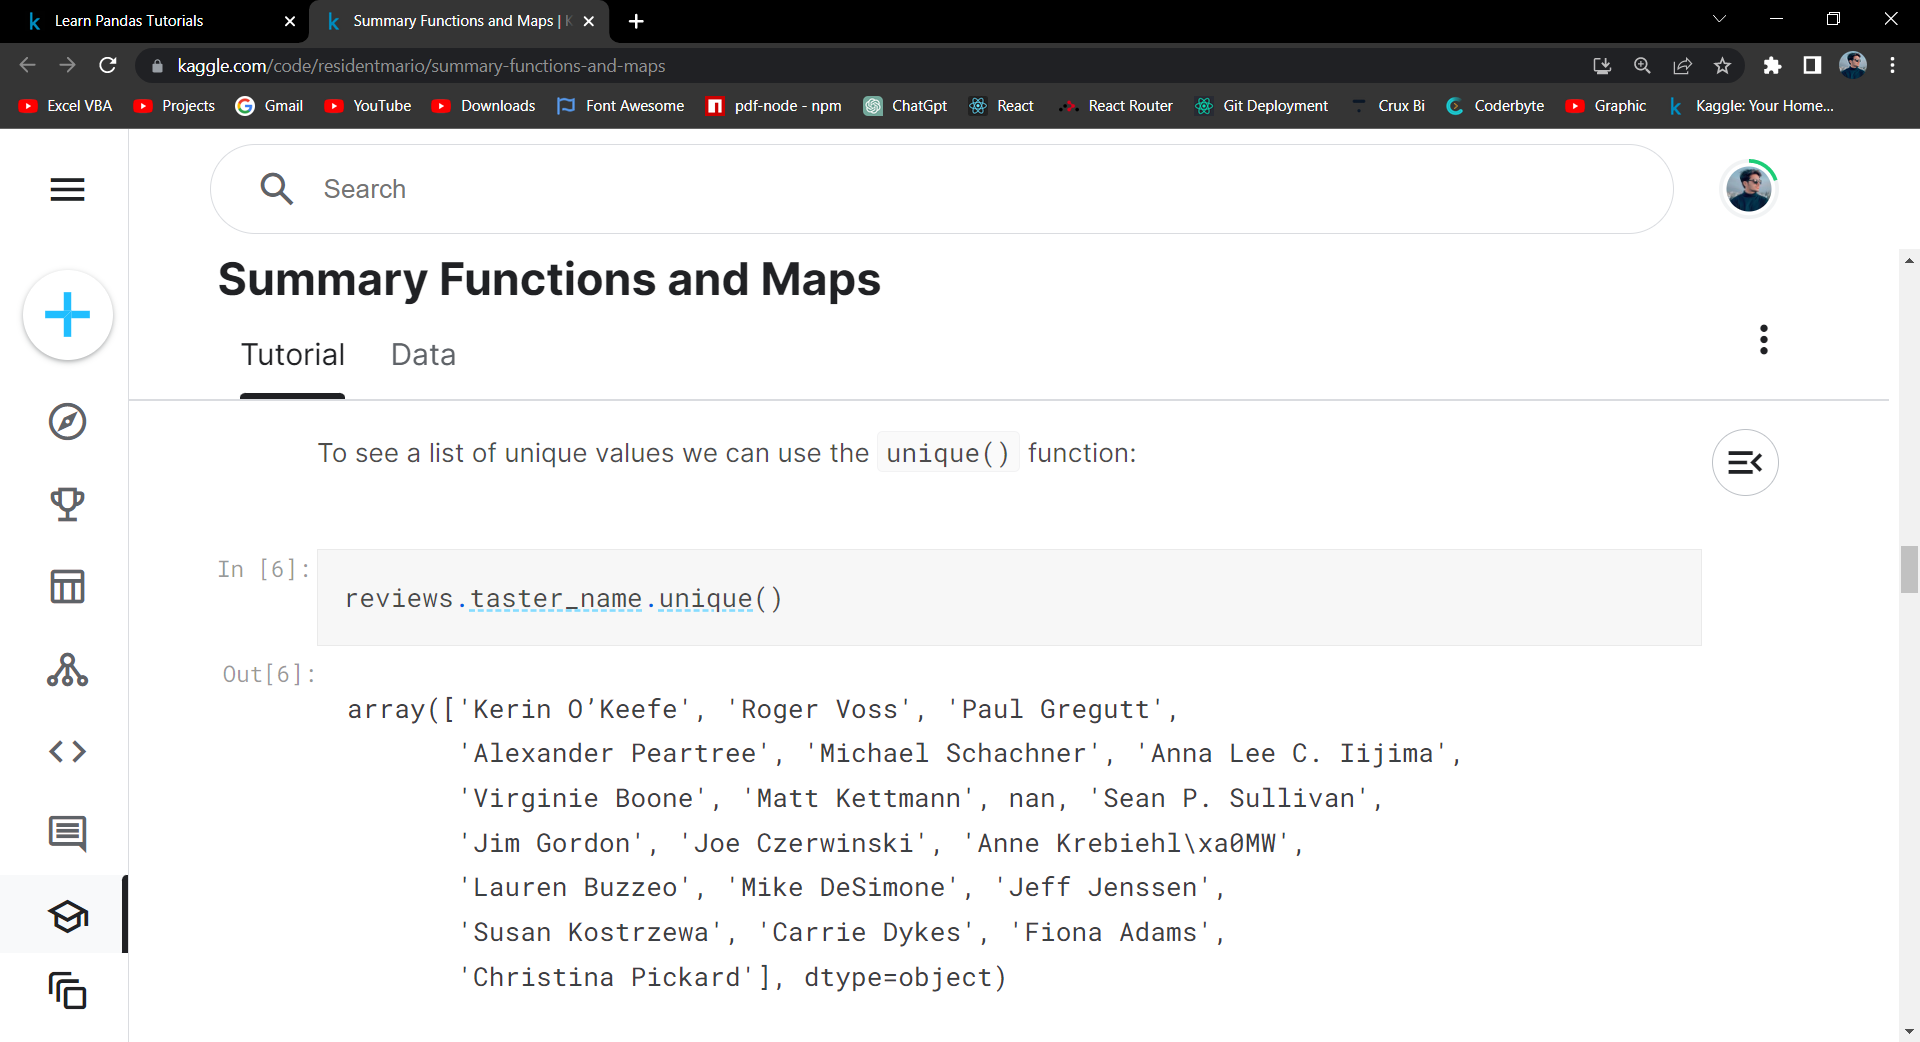 Learn Pandas Tutorials
Summary Functions and Maps | K
kaggle.com/code/residentmario/summary-functions-and-maps
Excel VBA Projects Gmail YouTube Downloads Font Awesome pdf-node - npm ChatGpt React React Router Git Deployment Crux Bi Coderbyte Graphic Kaggle: Your Home...
Search
Summary Functions and Maps
Tutorial Data
To see a list of unique values we can use the unique() function:
In [6]:
reviews.taster_name.unique()
Out[6]:
array(['Kerin O’Keefe', 'Roger Voss', 'Paul Gregutt',
'Alexander Peartree', 'Michael Schachner', 'Anna Lee C. Iijima',
'Virginie Boone', 'Matt Kettmann', nan, 'Sean P. Sullivan',
'Jim Gordon', 'Joe Czerwinski', 'Anne Krebiehl\xa0MW',
'Lauren Buzzeo', 'Mike DeSimone', 'Jeff Jenssen',
'Susan Kostrzewa', 'Carrie Dykes', 'Fiona Adams',
'Christina Pickard'], dtype=object)